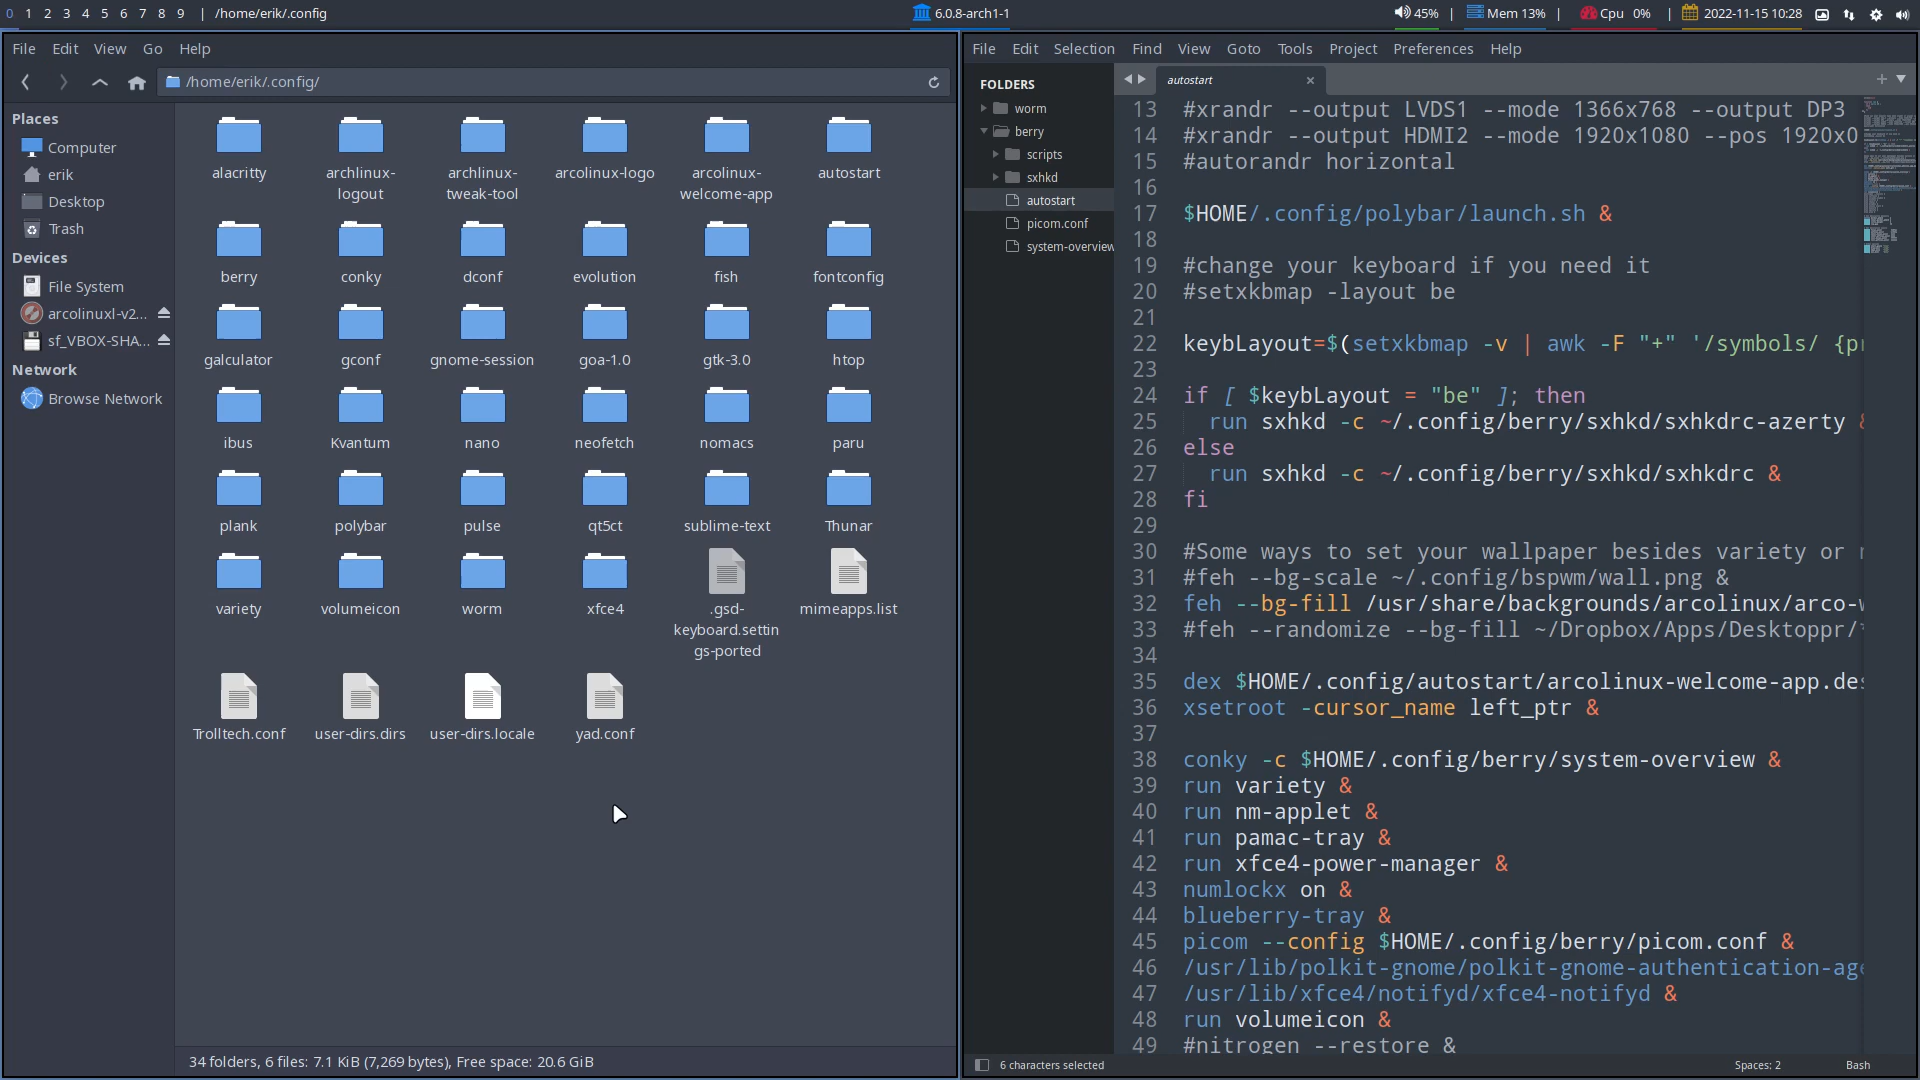 0 1 2 3 4 5 6 7 8 9 | /home/erik/.config
6.0.8-arch1-1
45% | Mem 13% | Cpu 0% | 2022-11-15 10:28
File Edit View Go Help
/home/erik/.config/
Places
Computer
erik
Desktop
Trash
Devices
File System
arcolinuxl-v2...
sf_VBOX-SHA...
Network
Browse Network
alacritty
archlinux-
logout
archlinux-
tweak-tool
arcolinux-logo
arcolinux-
welcome-app
autostart
berry
conky
dconf
evolution
fish
fontconfig
galculator
gconf
gnome-session
goa-1.0
gtk-3.0
htop
ibus
Kvantum
nano
neofetch
nomacs
paru
plank
polybar
pulse
qt5ct
sublime-text
Thunar
variety
volumeicon
worm
xfce4
.gsd-
keyboard.settin
gs-ported
mimeapps.list
Trolltech.conf
user-dirs.dirs
user-dirs.locale
yad.conf
34 folders, 6 files: 7.1 KiB (7,269 bytes), Free space: 20.6 GiB
File Edit Selection Find View Goto Tools Project Preferences Help
FOLDERS
worm
berry
scripts
sxhkd
autostart
picom.conf
system-overview
autostart
13 #xrandr --output LVDS1 --mode 1366x768 --output DP3
14 #xrandr --output HDMI2 --mode 1920x1080 --pos 1920x0
15 #autorandr horizontal
16
17 $HOME/.config/polybar/launch.sh &
18
19 #change your keyboard if you need it
20 #setxkbmap -layout be
21
22 keybLayout=$(setxkbmap -v | awk -F "+" '/symbols/ {p
23
24 if [ $keybLayout = "be" ]; then
25 run sxhkd -c ~/.config/berry/sxhkd/sxhkdrc-azerty &
26 else
27 run sxhkd -c ~/.config/berry/sxhkd/sxhkdrc &
28 fi
29
30 #Some ways to set your wallpaper besides variety or
31 #feh --bg-scale ~/.config/bspwm/wall.png &
32 feh --bg-fill /usr/share/backgrounds/arcolinux/arco-
33 #feh --randomize --bg-fill ~/Dropbox/Apps/Desktoppr/
34
35 dex $HOME/.config/autostart/arcolinux-welcome-app.des
36 xsetroot -cursor_name left_ptr &
37
38 conky -c $HOME/.config/berry/system-overview &
39 run variety &
40 run nm-applet &
41 run pamac-tray &
42 run xfce4-power-manager &
43 numlockx on &
44 blueberry-tray &
45 picom --config $HOME/.config/berry/picom.conf &
46 /usr/lib/polkit-gnome/polkit-gnome-authentication-age
47 /usr/lib/xfce4/notifyd/xfce4-notifyd &
48 run volumeicon &
49 #nitrogen --restore &
6 characters selected
Spaces: 2
Bash